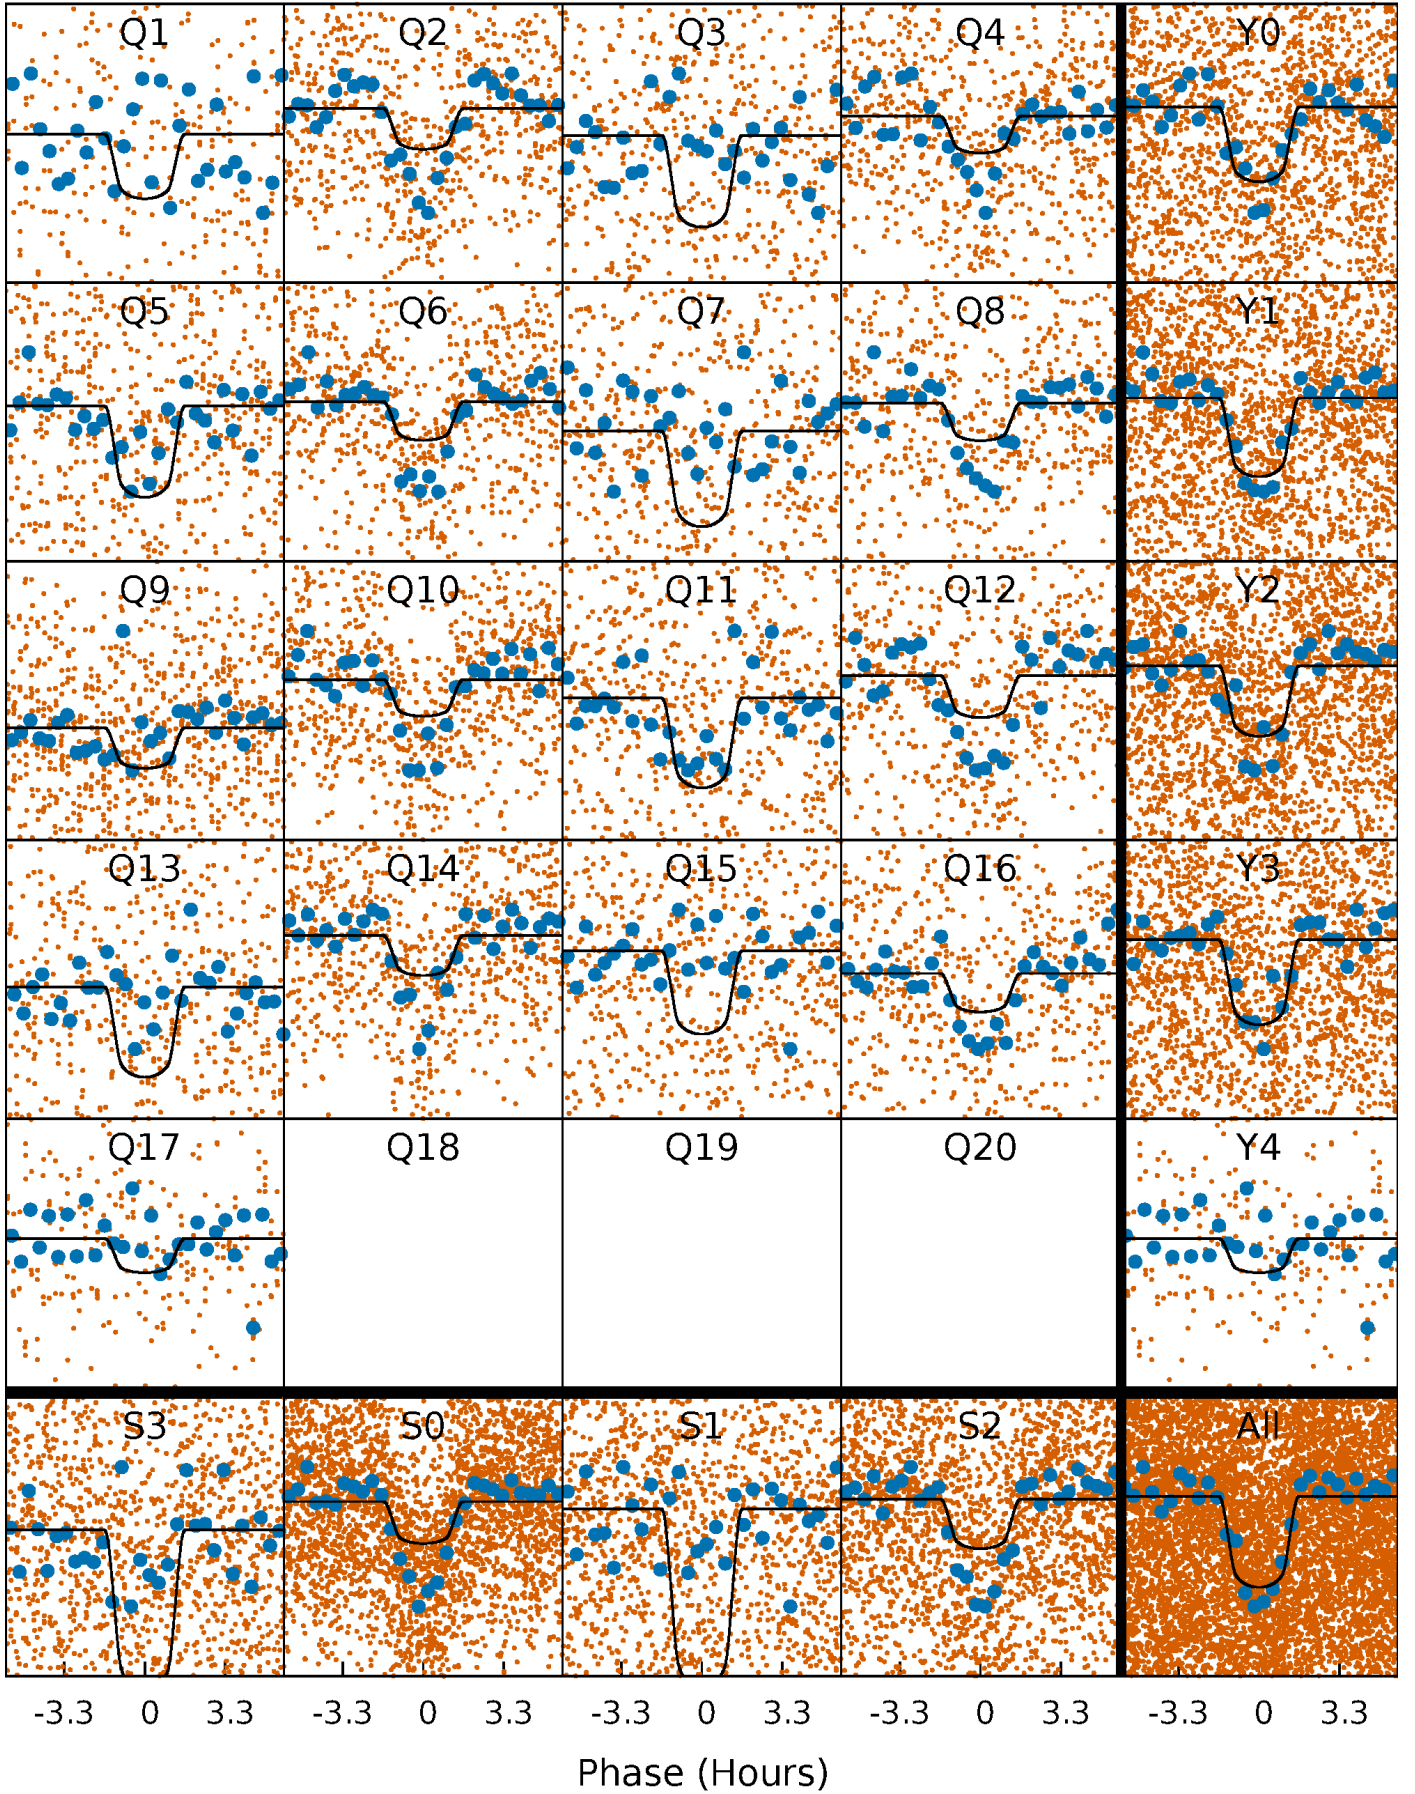 Q1 Q2 Q3 Q4 Y0
Q5 Q6 Q7 Q8 Y1
Q9 Q10 Q11 Q12 Y2
Q13 Q14 Q15 Q16 Y3
Q17 Q18 Q19 Q20 Y4
S3 S0 S1 S2 All
-3.3 0 3.3 -3.3 0 3.3 -3.3 0 3.3 -3.3 0 3.3 -3.3 0 3.3
Phase (Hours)